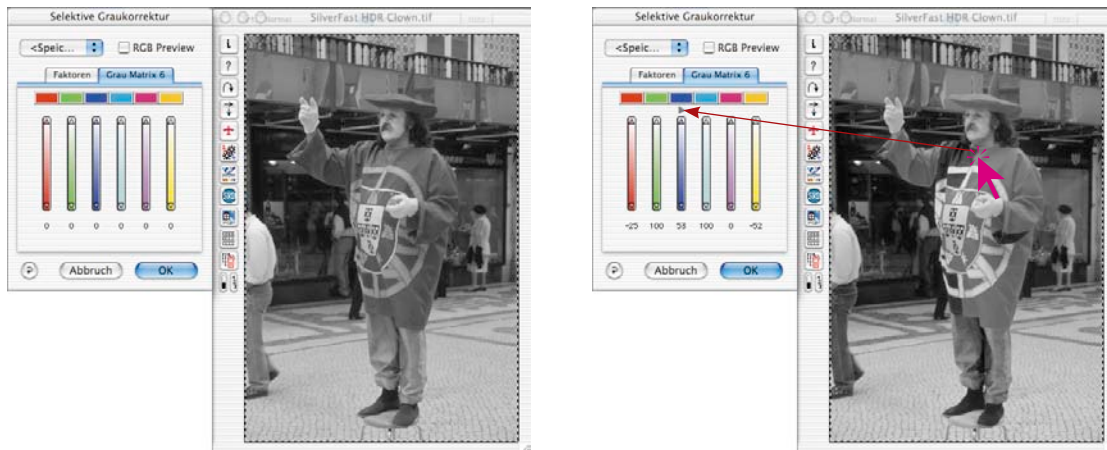 Selektive Graukorrektur
SilverFast HDR Clown.tif
<Speic...
RGB Preview
Faktoren
Grau Matrix 6
0 0 0 0 0 0
Abbruch
OK
Selektive Graukorrektur
SilverFast HDR Clown.tif
<Speic...
RGB Preview
Faktoren
Grau Matrix 6
-25 100 58 100 0 -52
Abbruch
OK